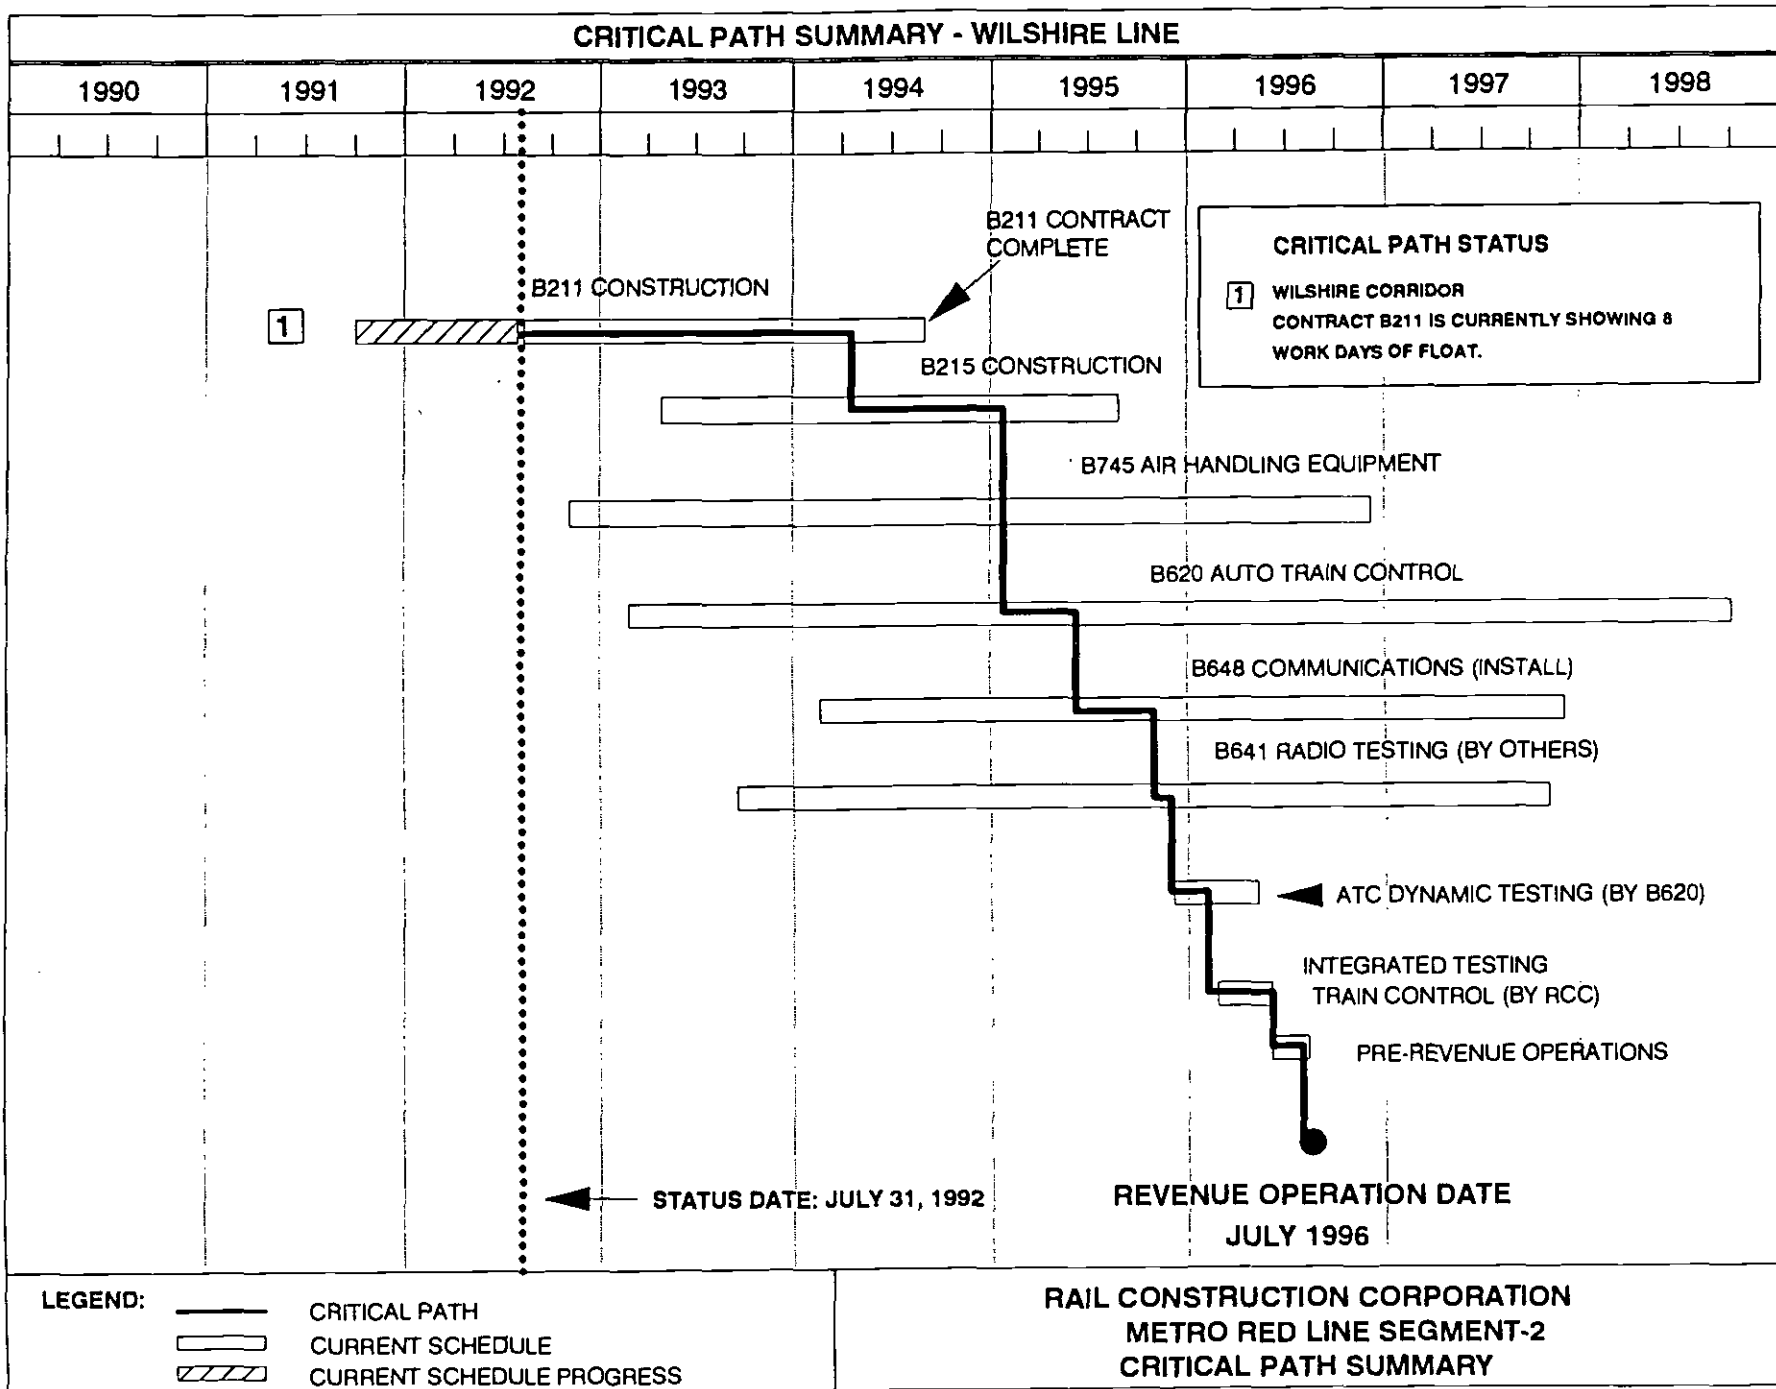 CRITICAL PATH SUMMARY - WILSHIRE LINE
1990 1991 1992 1993 1994 1995 1996 1997 1998
B211 CONTRACT
COMPLETE
CRITICAL PATH STATUS
1 WILSHIRE CORRIDOR
CONTRACT B211 IS CURRENTLY SHOWING 8
WORK DAYS OF FLOAT.
B211 CONSTRUCTION
1
B215 CONSTRUCTION
B745 AIR HANDLING EQUIPMENT
B620 AUTO TRAIN CONTROL
B648 COMMUNICATIONS (INSTALL)
B641 RADIO TESTING (BY OTHERS)
ATC DYNAMIC TESTING (BY B620)
INTEGRATED TESTING
TRAIN CONTROL (BY RCC)
PRE-REVENUE OPERATIONS
STATUS DATE: JULY 31, 1992
REVENUE OPERATION DATE
JULY 1996
LEGEND:
CRITICAL PATH
CURRENT SCHEDULE
CURRENT SCHEDULE PROGRESS
RAIL CONSTRUCTION CORPORATION
METRO RED LINE SEGMENT-2
CRITICAL PATH SUMMARY